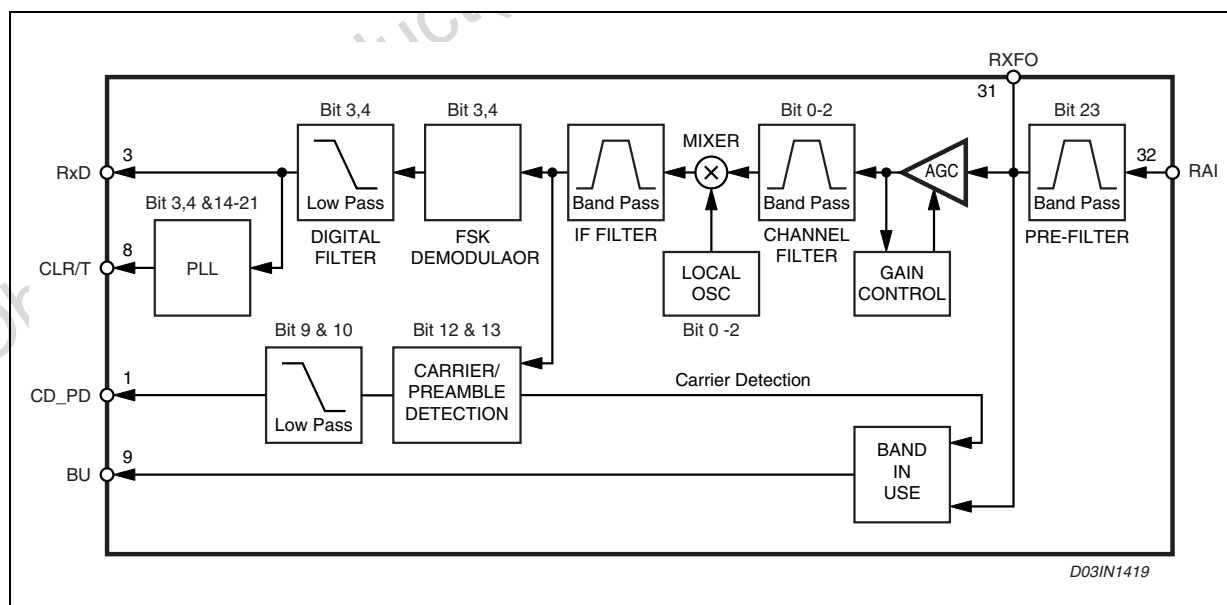 RXFO
31
Bit 3,4
Bit 3,4
MIXER
Bit 0-2
Bit 23
RxD
3
AGC
32
RAI
Low Pass
Band Pass
Band Pass
Band Pass
Bit 3,4 &14-21
DIGITAL
FILTER
FSK
DEMODULAOR
IF FILTER
CHANNEL
FILTER
PRE-FILTER
CLR/T
8
PLL
LOCAL
OSC
GAIN
CONTROL
Bit 9 & 10
Bit 12 & 13
Bit 0 -2
CD_PD
1
Low Pass
CARRIER/
PREAMBLE
DETECTION
Carrier Detection
BU
9
BAND
IN
USE
D03IN1419